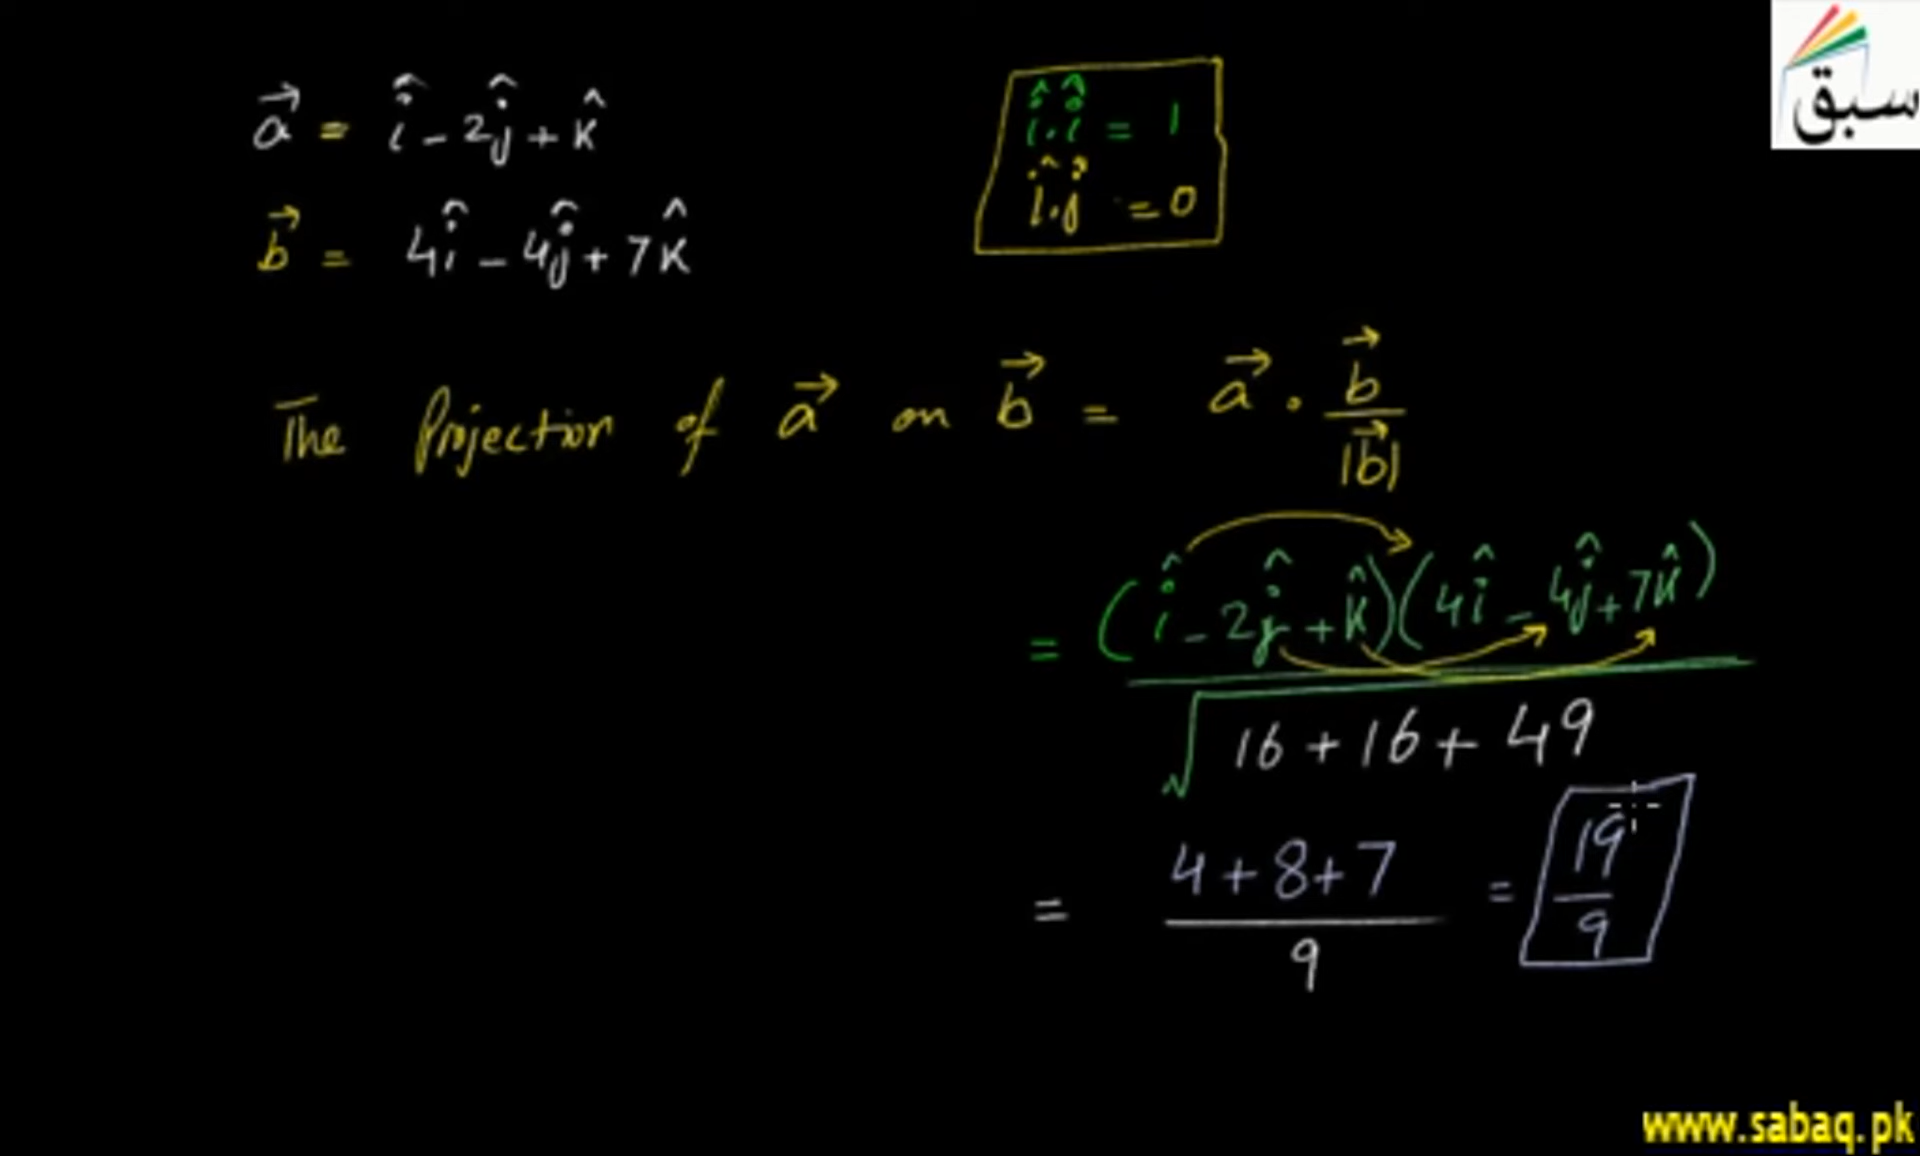 سبق
a⃗ = î - 2ĵ + k̂
b⃗ = 4î - 4ĵ + 7k̂
î.î = 1
î.ĵ = 0
The Projection of a⃗ on b⃗ = a⃗ . b⃗ / |b⃗|
= (î - 2ĵ + k̂)(4î - 4ĵ + 7k̂) / √16 + 16 + 49
= 4 + 8 + 7 / 9 = 19 / 9
www.sabaq.pk